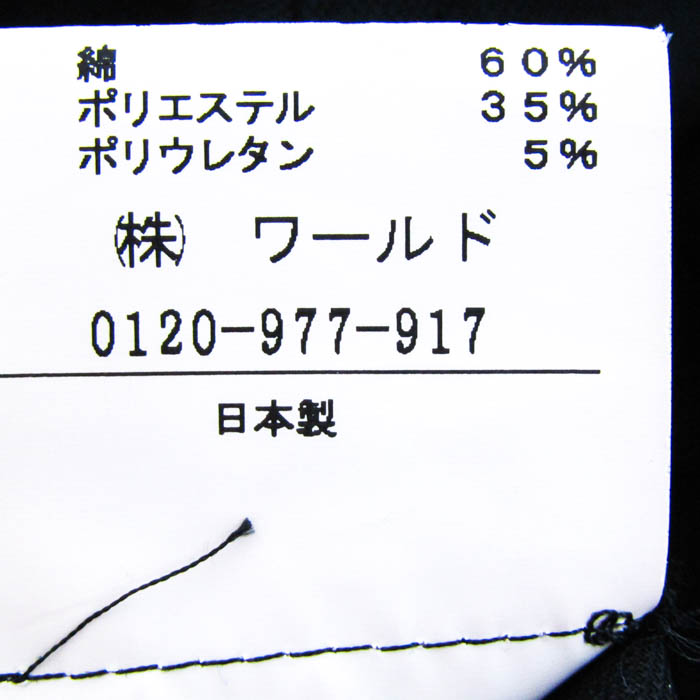 綿 60%
ポリエステル 35%
ポリウレタン 5%
㈱ ワールド
0120-977-917
日本製